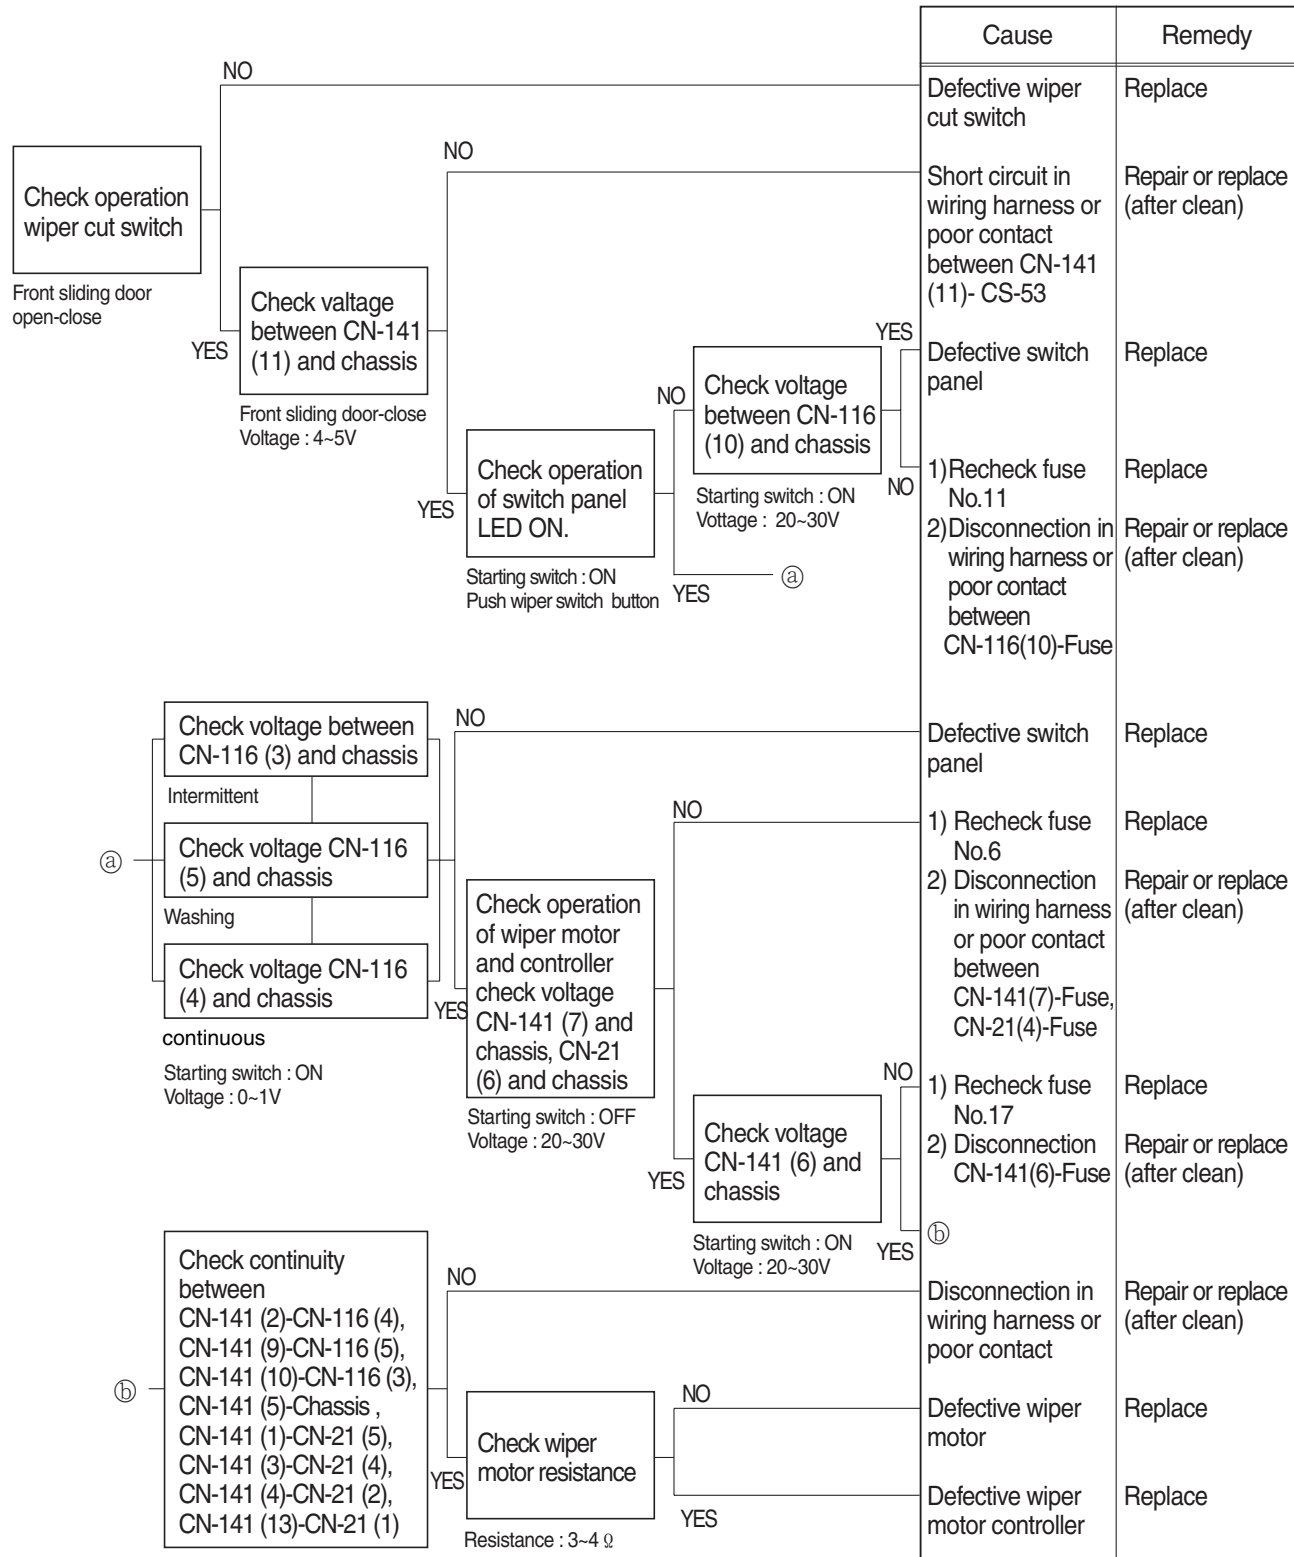 Cause
Remedy
NO
Defective wiper
cut switch
Replace
Check operation
wiper cut switch
Front sliding door
open-close
NO
Short circuit in
wiring harness or
poor contact
between CN-141
(11)- CS-53
Repair or replace
(after clean)
YES
Check valtage
between CN-141
(11) and chassis
Front sliding door-close
Voltage : 4~5V
YES
Defective switch
panel
Replace
NO
Check voltage
between CN-116
(10) and chassis
Starting switch : ON
Vottage : 20~30V
YES
Check operation
of switch panel
LED ON.
Starting switch : ON
Push wiper switch button
NO
1)Recheck fuse
No.11
Replace
2)Disconnection in
wiring harness or
poor contact
between
CN-116(10)-Fuse
Repair or replace
(after clean)
YES
ⓐ
Check voltage between
CN-116 (3) and chassis
Intermittent
ⓐ
Check voltage CN-116
(5) and chassis
Washing
Check voltage CN-116
(4) and chassis
continuous
Starting switch : ON
Voltage : 0~1V
NO
Defective switch
panel
Replace
YES
Check operation
of wiper motor
and controller
check voltage
CN-141 (7) and
chassis, CN-21
(6) and chassis
Starting switch : OFF
Voltage : 20~30V
NO
1) Recheck fuse
No.6
Replace
2) Disconnection
in wiring harness
or poor contact
between
CN-141(7)-Fuse,
CN-21(4)-Fuse
Repair or replace
(after clean)
YES
Check voltage
CN-141 (6) and
chassis
Starting switch : ON
Voltage : 20~30V
NO
1) Recheck fuse
No.17
Replace
2) Disconnection
CN-141(6)-Fuse
Repair or replace
(after clean)
YES
ⓑ
ⓑ
Check continuity
between
CN-141 (2)-CN-116 (4),
CN-141 (9)-CN-116 (5),
CN-141 (10)-CN-116 (3),
CN-141 (5)-Chassis ,
CN-141 (1)-CN-21 (5),
CN-141 (3)-CN-21 (4),
CN-141 (4)-CN-21 (2),
CN-141 (13)-CN-21 (1)
NO
Disconnection in
wiring harness or
poor contact
Repair or replace
(after clean)
YES
Check wiper
motor resistance
Resistance : 3~4 Ω
NO
Defective wiper
motor
Replace
YES
Defective wiper
motor controller
Replace